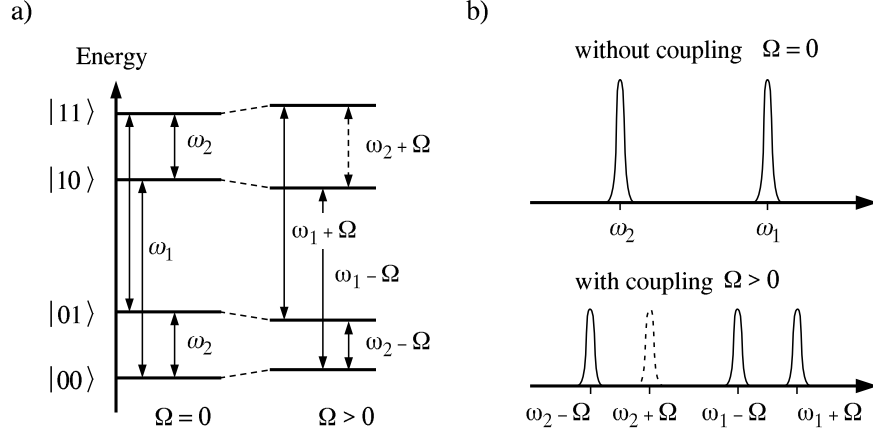 a)
Energy
|11⟩
|10⟩
|01⟩
|00⟩
ω₂
ω₁
ω₂
ω₂ + Ω
ω₁ + Ω
ω₁ − Ω
ω₂ − Ω
Ω = 0
Ω > 0
b)
without coupling Ω = 0
ω₂
ω₁
with coupling Ω > 0
ω₂ − Ω
ω₂ + Ω
ω₁ − Ω
ω₁ + Ω